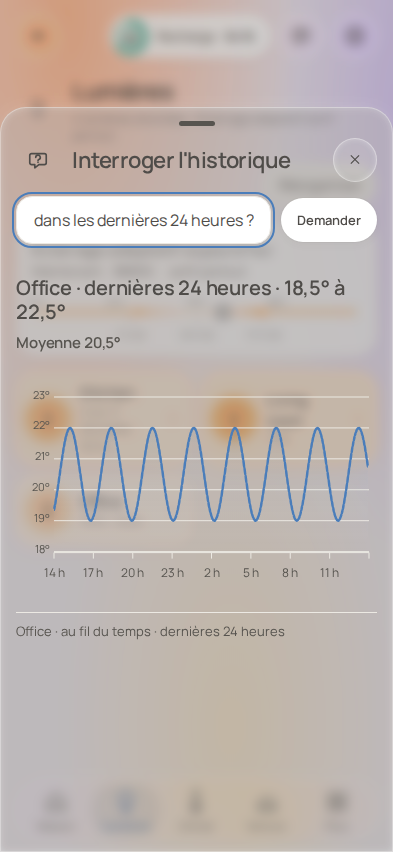 Lumières
Interroger l'historique
dans les dernières 24 heures ?
Demander
Office · dernières 24 heures · 18,5° à
22,5°
Moyenne 20,5°
23°
22°
21°
20°
19°
18°
14 h 17 h 20 h 23 h 2 h 5 h 8 h 11 h
Office · au fil du temps · dernières 24 heures